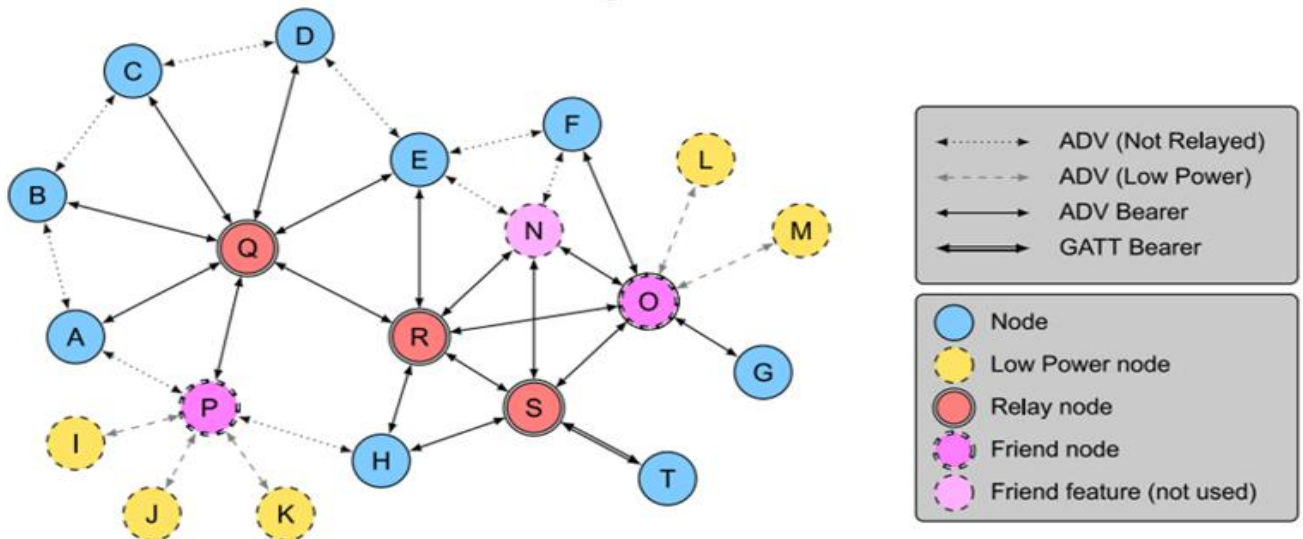 D
C
F
E
L
B
N
M
Q
O
A
R
G
P
S
I
H
T
J
K
ADV (Not Relayed)
ADV (Low Power)
ADV Bearer
GATT Bearer
Node
Low Power node
Relay node
Friend node
Friend feature (not used)